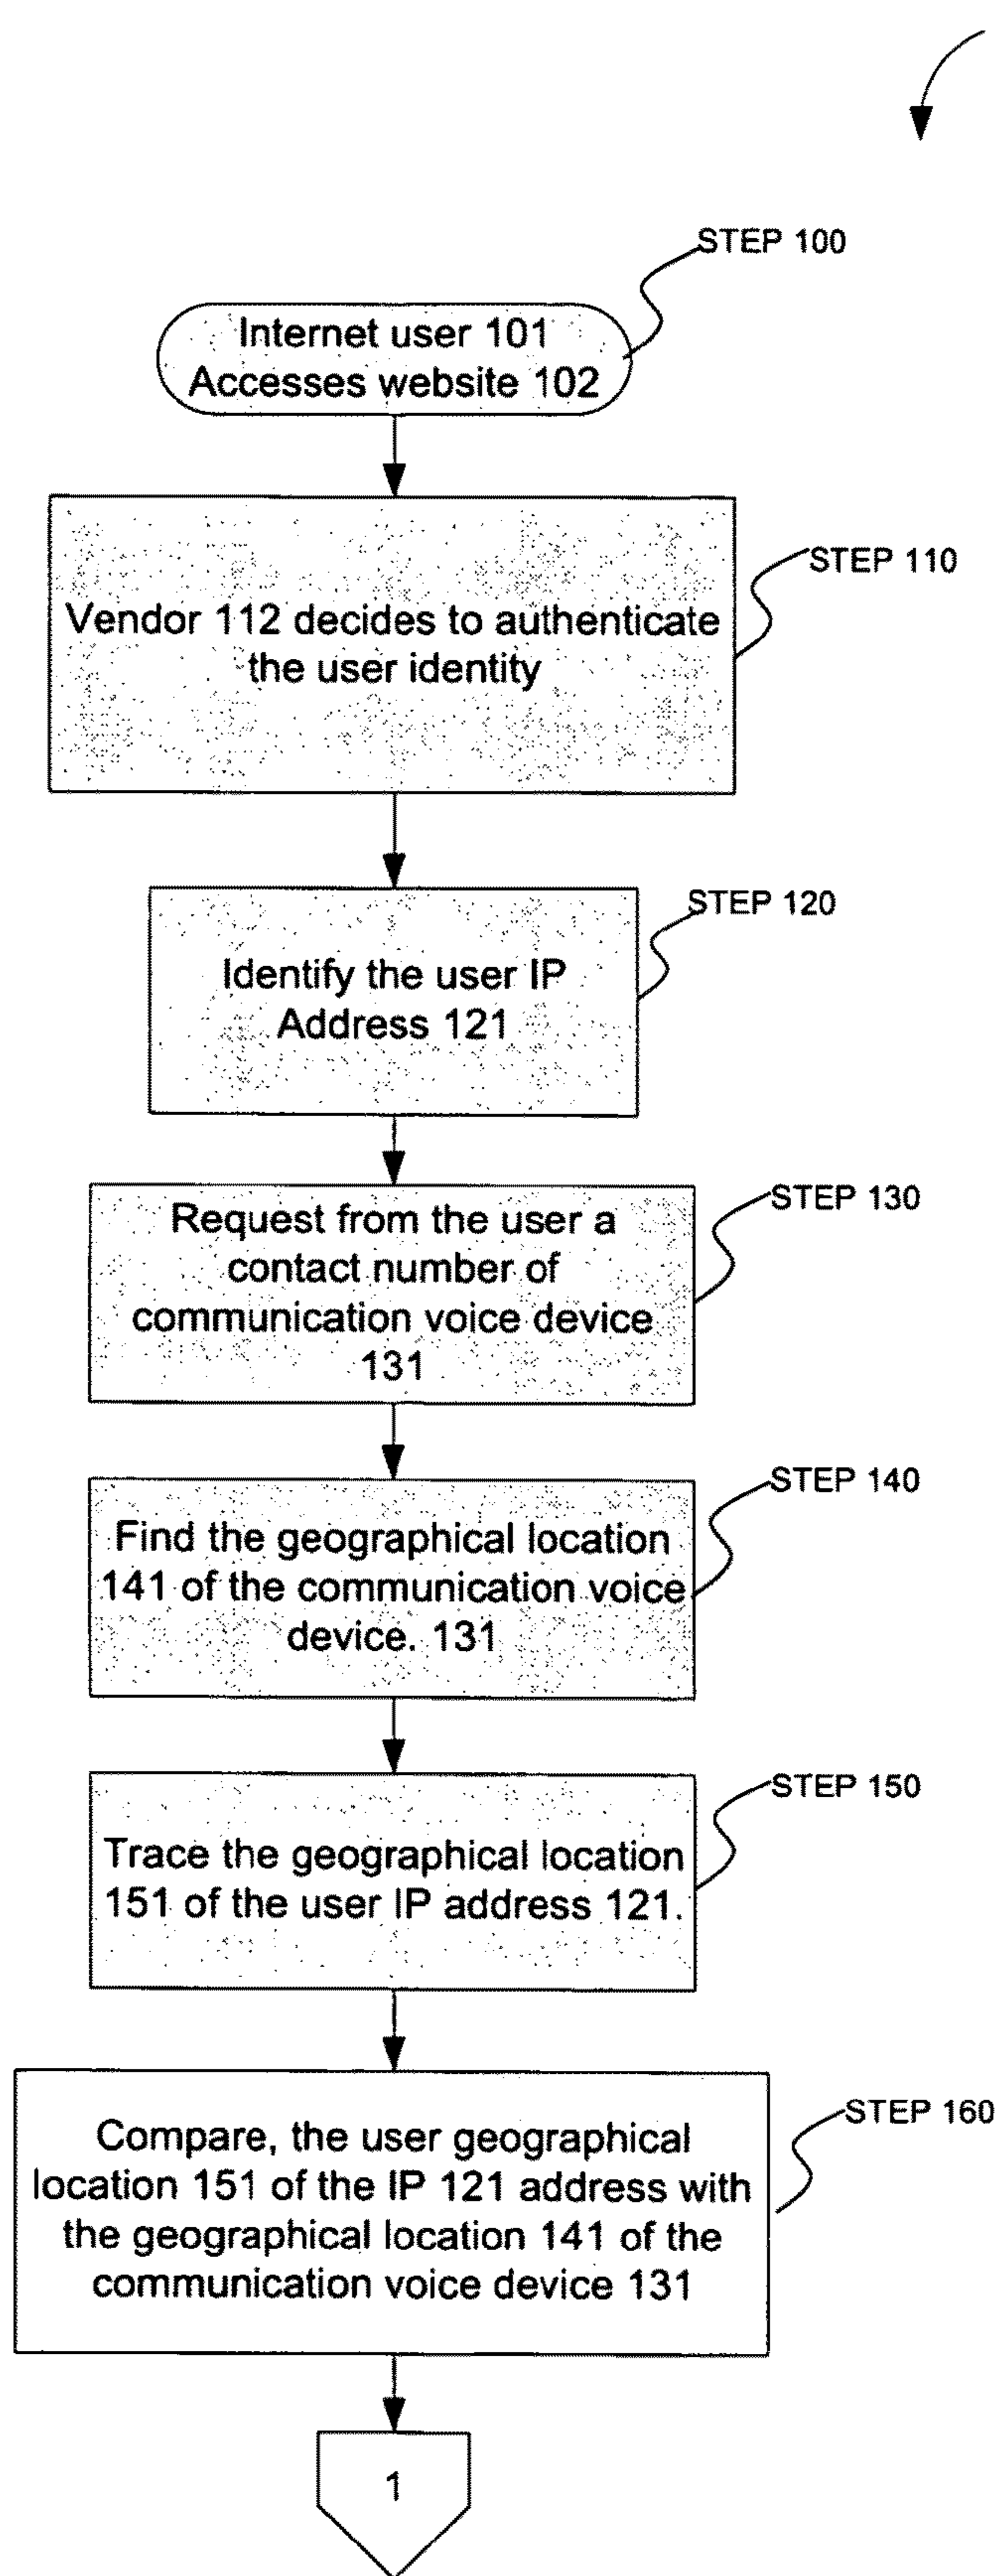 STEP 100
Internet user 101
Accesses website 102
STEP 110
Vendor 112 decides to authenticate
the user identity
STEP 120
Identify the user IP
Address 121
STEP 130
Request from the user a
contact number of
communication voice device
131
STEP 140
Find the geographical location
141 of the communication voice
device. 131
STEP 150
Trace the geographical location
151 of the user IP address 121.
STEP 160
Compare, the user geographical
location 151 of the IP 121 address with
the geographical location 141 of the
communication voice device 131
1